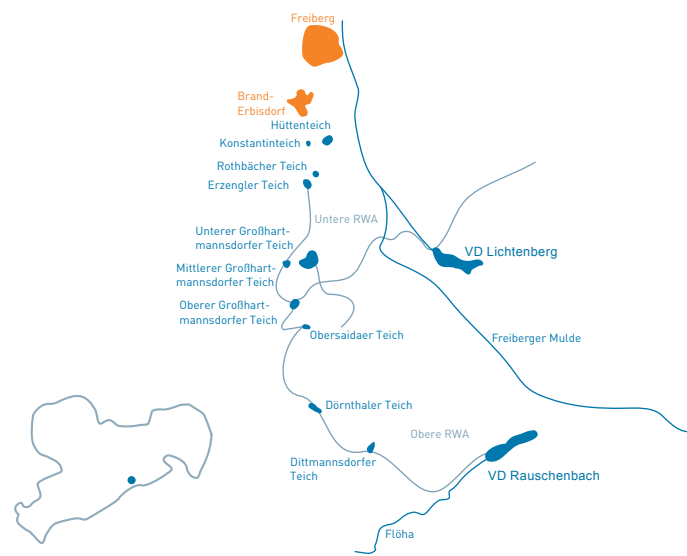 Freiberg
Brand-
Erbisdorf
Hüttenteich
Konstantinteich
Rothbächer Teich
Erzengler Teich
Untere RWA
Unterer Großhart-
mannsdorfer Teich
VD Lichtenberg
Mittlerer Großhart-
mannsdorfer Teich
Oberer Großhart-
mannsdorfer Teich
Obersaidaer Teich
Freiberger Mulde
Dörnthaler Teich
Obere RWA
Dittmannsdorfer
Teich
VD Rauschenbach
Flöha